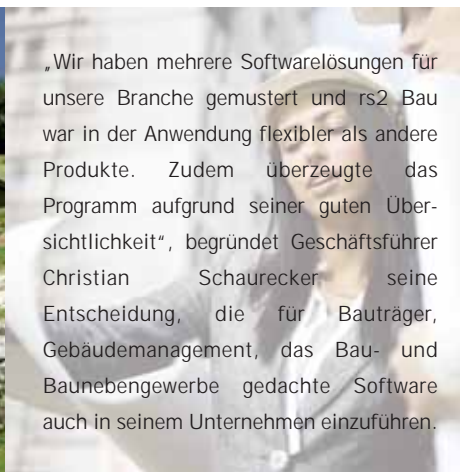 „Wir haben mehrere Softwarelösungen für
unsere Branche gemustert und rs2 Bau
war in der Anwendung flexibler als andere
Produkte. Zudem überzeugte das
Programm aufgrund seiner guten Über-
sichtlichkeit“, begründet Geschäftsführer
Christian Schaurecker seine
Entscheidung, die für Bauträger,
Gebäudemanagement, das Bau- und
Baunebengewerbe gedachte Software
auch in seinem Unternehmen einzuführen.